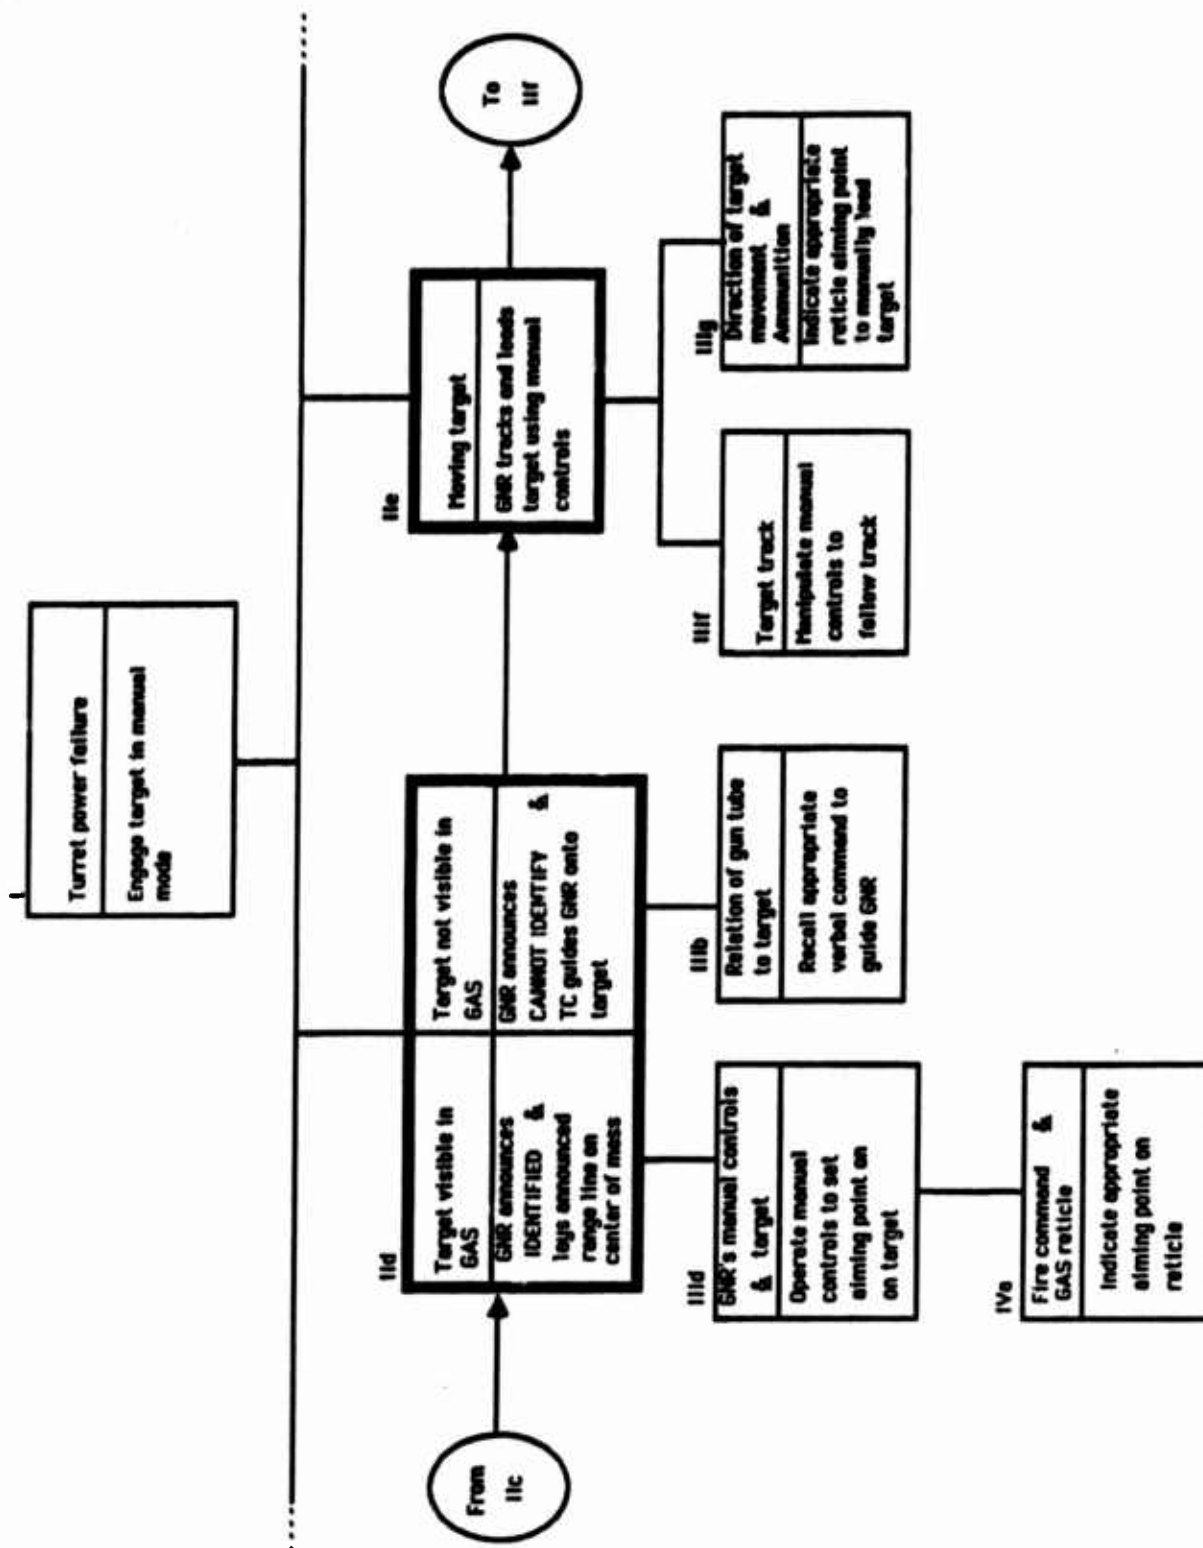 Turret power failure
Engage target in manual
mode
From
IIc
IId
Target visible in
GAS
GNR announces
IDENTIFIED &
lays announced
range line on
center of mass
Target not visible in
GAS
GNR announces
CANNOT IDENTIFY &
TC guides GNR onto
target
IIe
Moving target
GNR tracks and leads
target using manual
controls
To
IIf
IIId
GNR's manual controls
& target
Operate manual
controls to set
aiming point on
on target
IIIb
Relation of gun tube
to target
Recall appropriate
verbal command to
guide GNR
IIIf
Target track
Manipulate manual
controls to
follow track
IIIg
Direction of target
movement &
Ammunition
Indicate appropriate
reticle aiming point
to manually lead
target
IVa
Fire command &
GAS reticle
Indicate appropriate
aiming point on
reticle